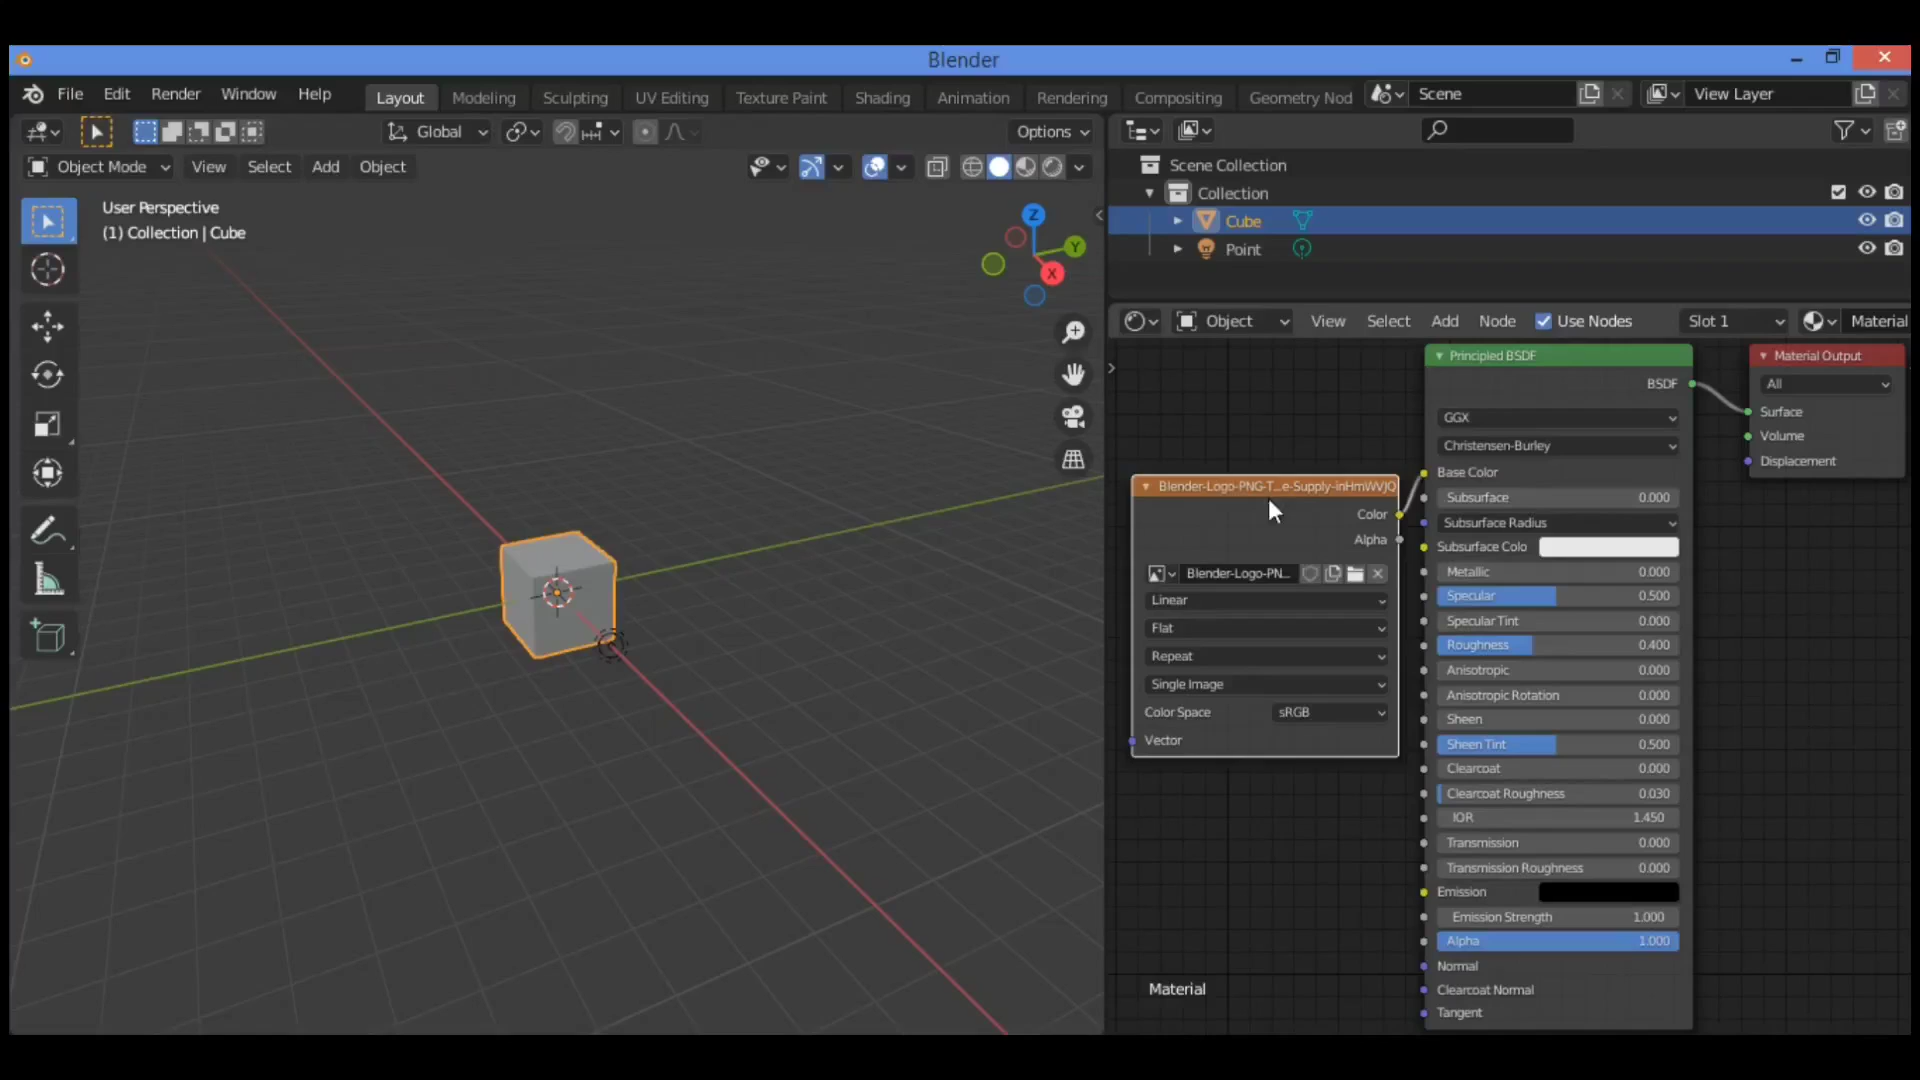 Blender
File Edit Render Window Help Layout Modeling Sculpting UV Editing Texture Paint Shading Animation Rendering Compositing Geometry Nod Scene View Layer
Global Options
Object Mode View Select Add Object
User Perspective
(1) Collection | Cube
Z
Y
X
Scene Collection
Collection
Cube
Point
Object View Select Add Node Use Nodes Slot 1 Material
Blender-Logo-PNG-T...e-Supply-inHmWVJQ
Color
Alpha
Blender-Logo-PN...
Linear
Flat
Repeat
Single Image
Color Space sRGB
Vector
Principled BSDF
BSDF
GGX
Christensen-Burley
Base Color
Subsurface 0.000
Subsurface Radius
Subsurface Colo
Metallic 0.000
Specular 0.500
Specular Tint 0.000
Roughness 0.400
Anisotropic 0.000
Anisotropic Rotation 0.000
Sheen 0.000
Sheen Tint 0.500
Clearcoat 0.000
Clearcoat Roughness 0.030
IOR 1.450
Transmission 0.000
Transmission Roughness 0.000
Emission
Emission Strength 1.000
Alpha 1.000
Normal
Clearcoat Normal
Tangent
Material Output
All
Surface
Volume
Displacement
Material